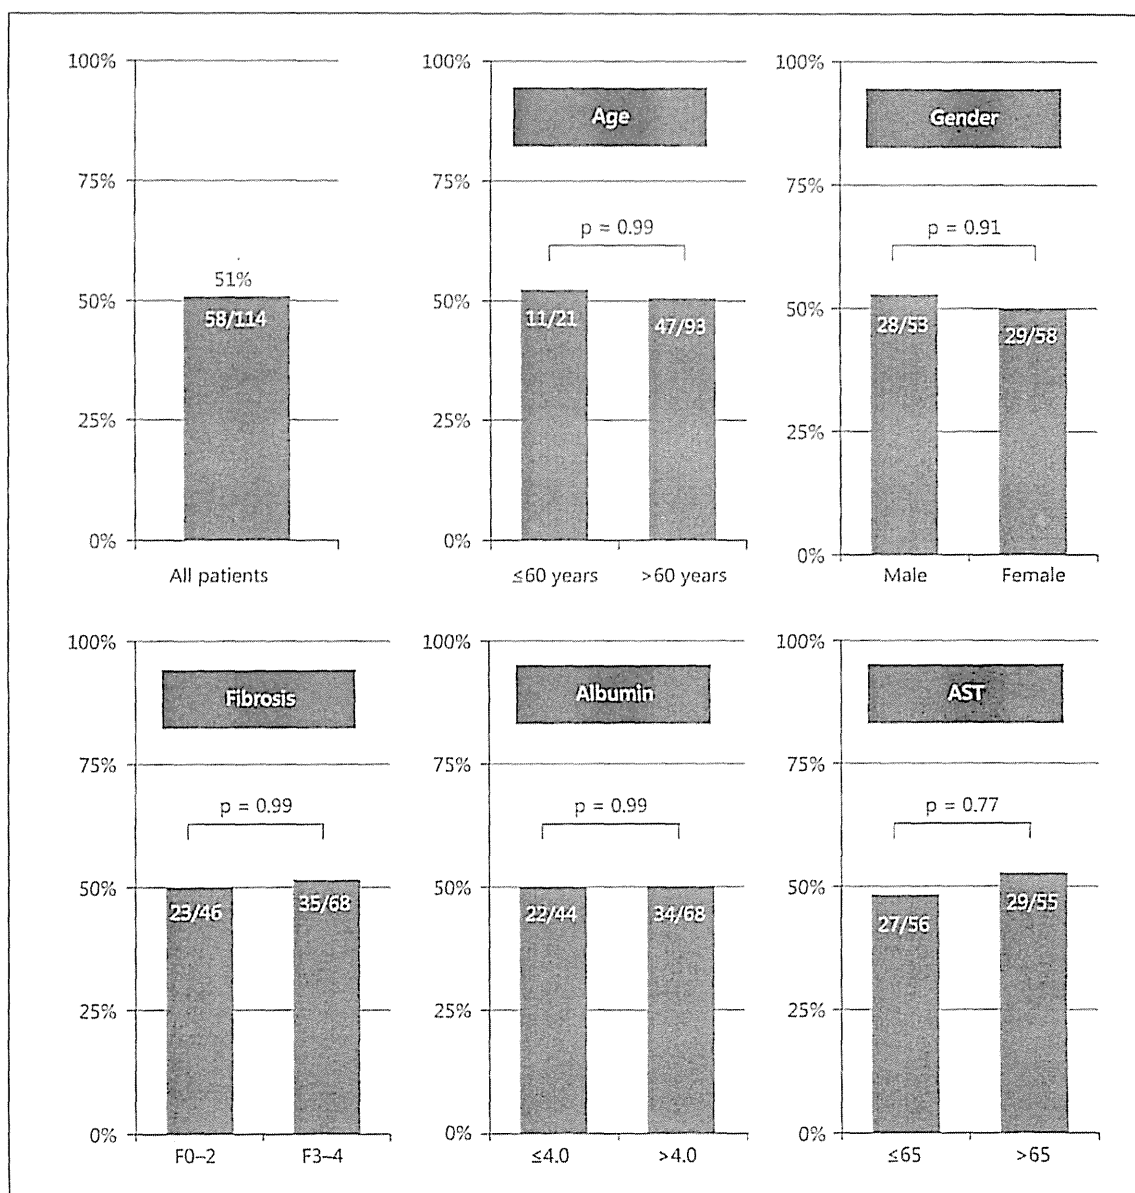 100%
75%
51%
50%
58/114
25%
0%
All patients
100%
Age
75%
p = 0.99
50%
11/21
47/93
25%
0%
≤60 years
>60 years
100%
Gender
75%
p = 0.91
50%
28/53
29/58
25%
0%
Male
Female
100%
Fibrosis
75%
p = 0.99
50%
23/46
35/68
25%
0%
F0–2
F3–4
100%
Albumin
75%
p = 0.99
50%
22/44
34/68
25%
0%
≤4.0
>4.0
100%
AST
75%
p = 0.77
50%
27/56
29/55
25%
0%
≤65
>65